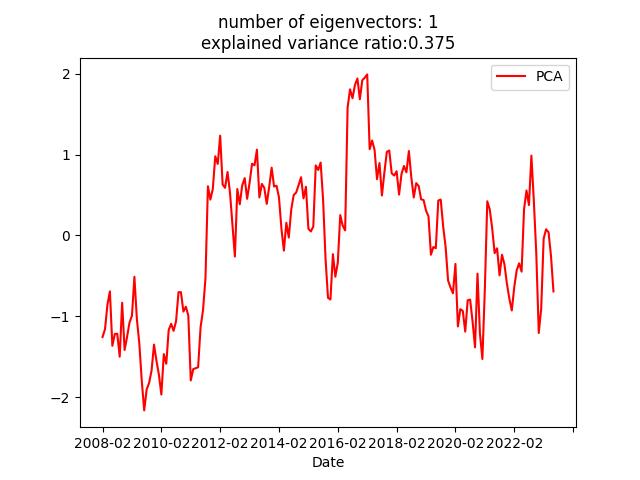 number of eigenvectors: 1
explained variance ratio:0.375
PCA
2
1
0
−1
−2
2008-02 2010-02 2012-02 2014-02 2016-02 2018-02 2020-02 2022-02
Date